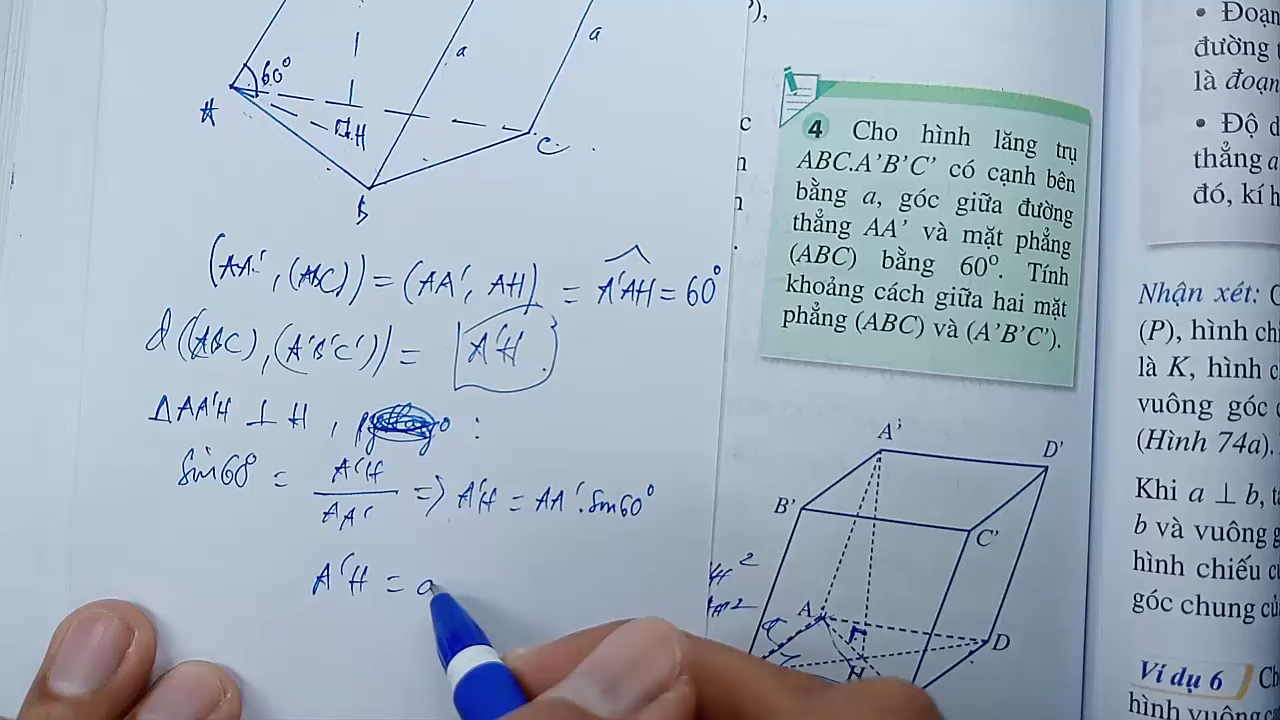 60°
a
a
A
H
C
B
(AA', (ABC)) = (AA', AH) = A'AH = 60°
d((ABC), (A'B'C')) = A'H
ΔAA'H ⊥ H, :
sin60° = A'H / AA' => A'H = AA'.sin60°
A'H = a
),
4 Cho hình lăng trụ
ABC.A'B'C' có cạnh bên
bằng a, góc giữa đường
thẳng AA' và mặt phẳng
(ABC) bằng 60°. Tính
khoảng cách giữa hai mặt
phẳng (ABC) và (A'B'C').
c
A'
D'
B'
C'
A
D
H
• Đoạn
đường
là đoạn
• Độ d
thẳng a
đó, kí h
Nhận xét:
(P), hình ch
là K, hình c
vuông góc
(Hình 74a).
Khi a ⊥ b, t
b và vuông g
hình chiếu c
góc chung củ
Ví dụ 6 Ch
hình vuông